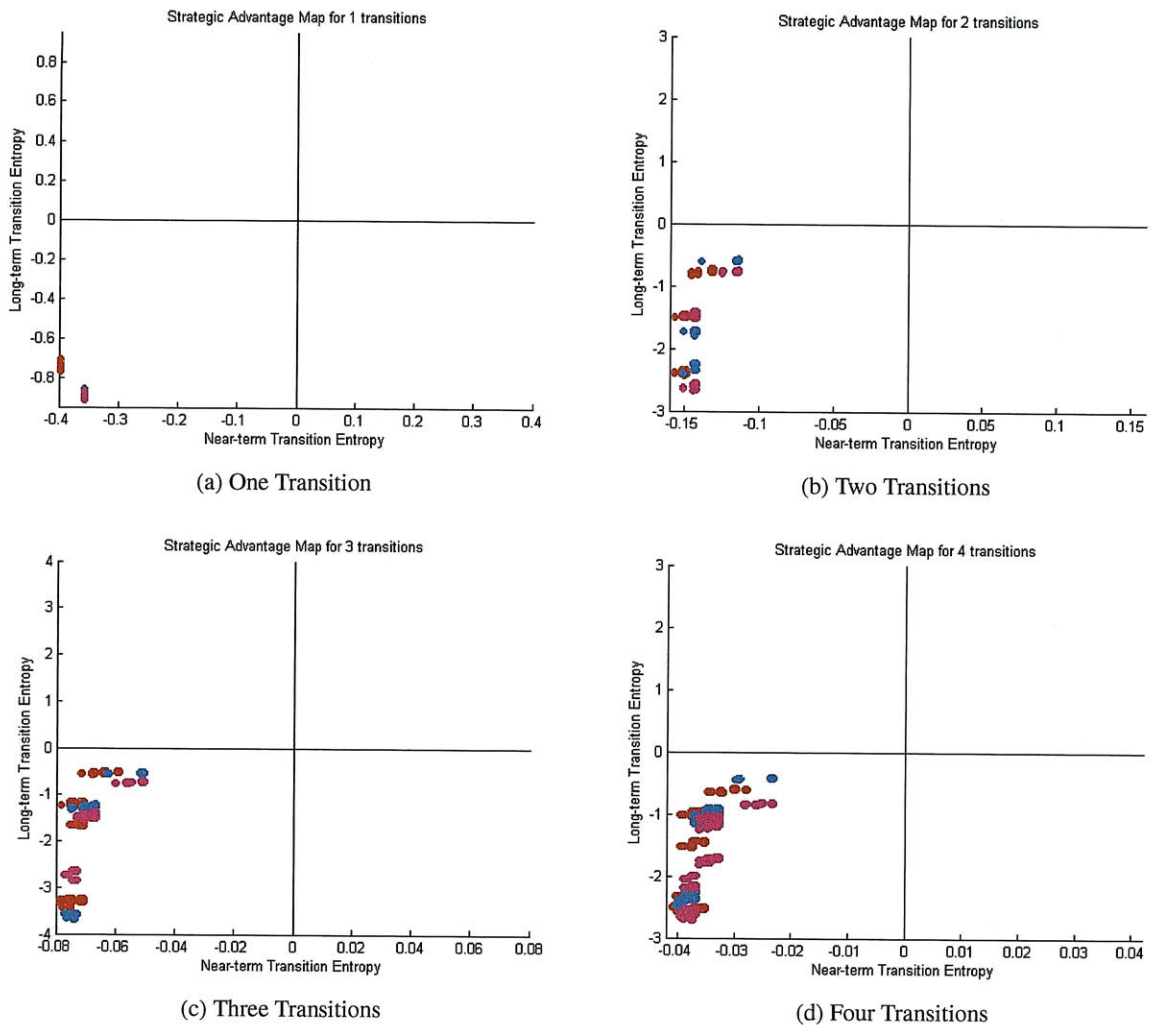 Strategic Advantage Map for 1 transitions
Long-term Transition Entropy
0.8
0.6
0.4
0.2
0
-0.2
-0.4
-0.6
-0.8
-0.4 -0.3 -0.2 -0.1 0 0.1 0.2 0.3 0.4
Near-term Transition Entropy
(a) One Transition
Strategic Advantage Map for 2 transitions
Long-term Transition Entropy
3
2
1
0
-1
-2
-3
-0.15 -0.1 -0.05 0 0.05 0.1 0.15
Near-term Transition Entropy
(b) Two Transitions
Strategic Advantage Map for 3 transitions
Long-term Transition Entropy
4
3
2
1
0
-1
-2
-3
-4
-0.08 -0.06 -0.04 -0.02 0 0.02 0.04 0.06 0.08
Near-term Transition Entropy
(c) Three Transitions
Strategic Advantage Map for 4 transitions
Long-term Transition Entropy
3
2
1
0
-1
-2
-3
-0.04 -0.03 -0.02 -0.01 0 0.01 0.02 0.03 0.04
Near-term Transition Entropy
(d) Four Transitions